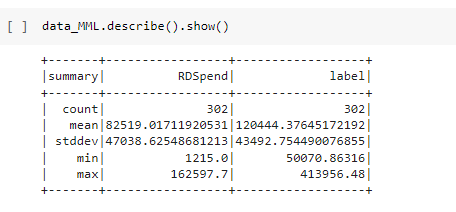 [ ] data_MML.describe().show()
+-------+-----------------+------------------+
|summary|          RDSpend|             label|
+-------+-----------------+------------------+
|  count|              302|               302|
|   mean|82519.01711920531|120444.37645172192|
| stddev|47038.62548681213|43492.754490076855|
|    min|           1215.0|       50070.86316|
|    max|         162597.7|         413956.48|
+-------+-----------------+------------------+